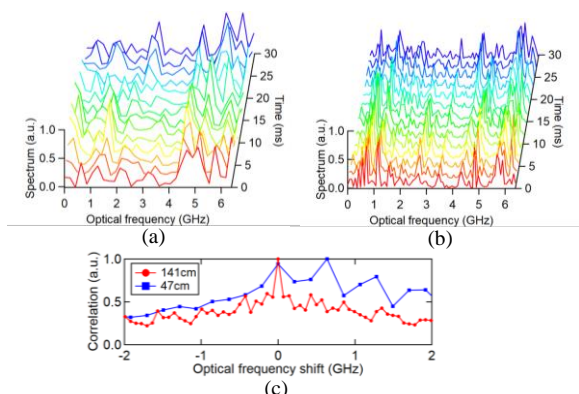 30
25
20
15
10
5
0
Time (ms)
1.0
0.5
0.0
Spectrum (a.u.)
0 1 2 3 4 5 6
Optical frequency (GHz)
(a)
30
25
20
15
10
5
0
Time (ms)
1.0
0.5
0.0
Spectrum (a.u.)
0 1 2 3 4 5 6
Optical frequency (GHz)
(b)
1.0
0.5
0.0
Correlation (a.u.)
141cm
47cm
-2 -1 0 1 2
Optical frequency shift (GHz)
(c)